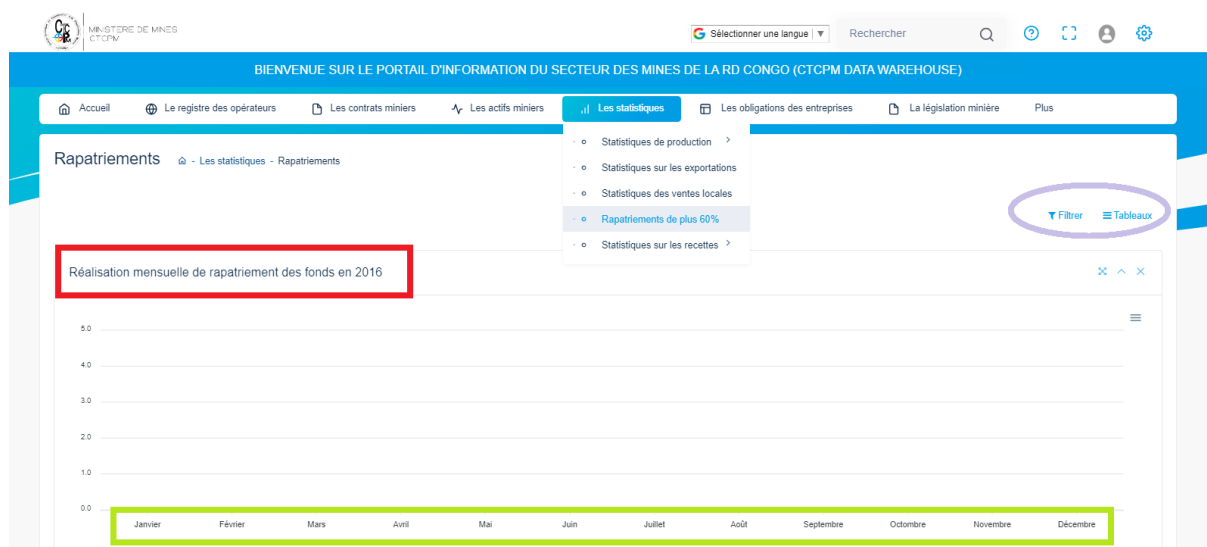 MINISTERE DE MINES
CTCPM
Sélectionner une langue
Rechercher
BIENVENUE SUR LE PORTAIL D'INFORMATION DU SECTEUR DES MINES DE LA RD CONGO (CTCPM DATA WAREHOUSE)
Accueil Le registre des opérateurs Les contrats miniers Les actifs miniers Les statistiques Les obligations des entreprises La législation minière Plus
Rapatriements - Les statistiques - Rapatriements
Statistiques de production
Statistiques sur les exportations
Statistiques des ventes locales
Rapatriements de plus 60%
Statistiques sur les recettes
Filtrer Tableaux
Réalisation mensuelle de rapatriement des fonds en 2016
5.0
4.0
3.0
2.0
1.0
0.0
Janvier Février Mars Avril Mai Juin Juillet Août Septembre Octombre Novembre Décembre